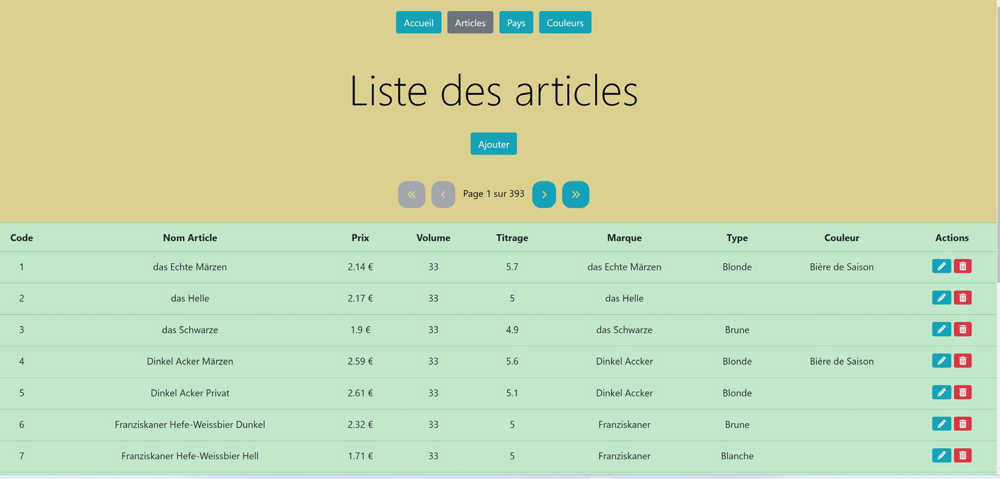 Accueil Articles Pays Couleurs
Liste des articles
Ajouter
« ‹ Page 1 sur 393 › »
Code Nom Article Prix Volume Titrage Marque Type Couleur Actions
1 das Echte Märzen 2.14 € 33 5.7 das Echte Märzen Blonde Bière de Saison
2 das Helle 2.17 € 33 5 das Helle
3 das Schwarze 1.9 € 33 4.9 das Schwarze Brune
4 Dinkel Acker Märzen 2.59 € 33 5.6 Dinkel Accker Blonde Bière de Saison
5 Dinkel Acker Privat 2.61 € 33 5.1 Dinkel Accker Blonde
6 Franziskaner Hefe-Weissbier Dunkel 2.32 € 33 5 Franziskaner Brune
7 Franziskaner Hefe-Weissbier Hell 1.71 € 33 5 Franziskaner Blanche